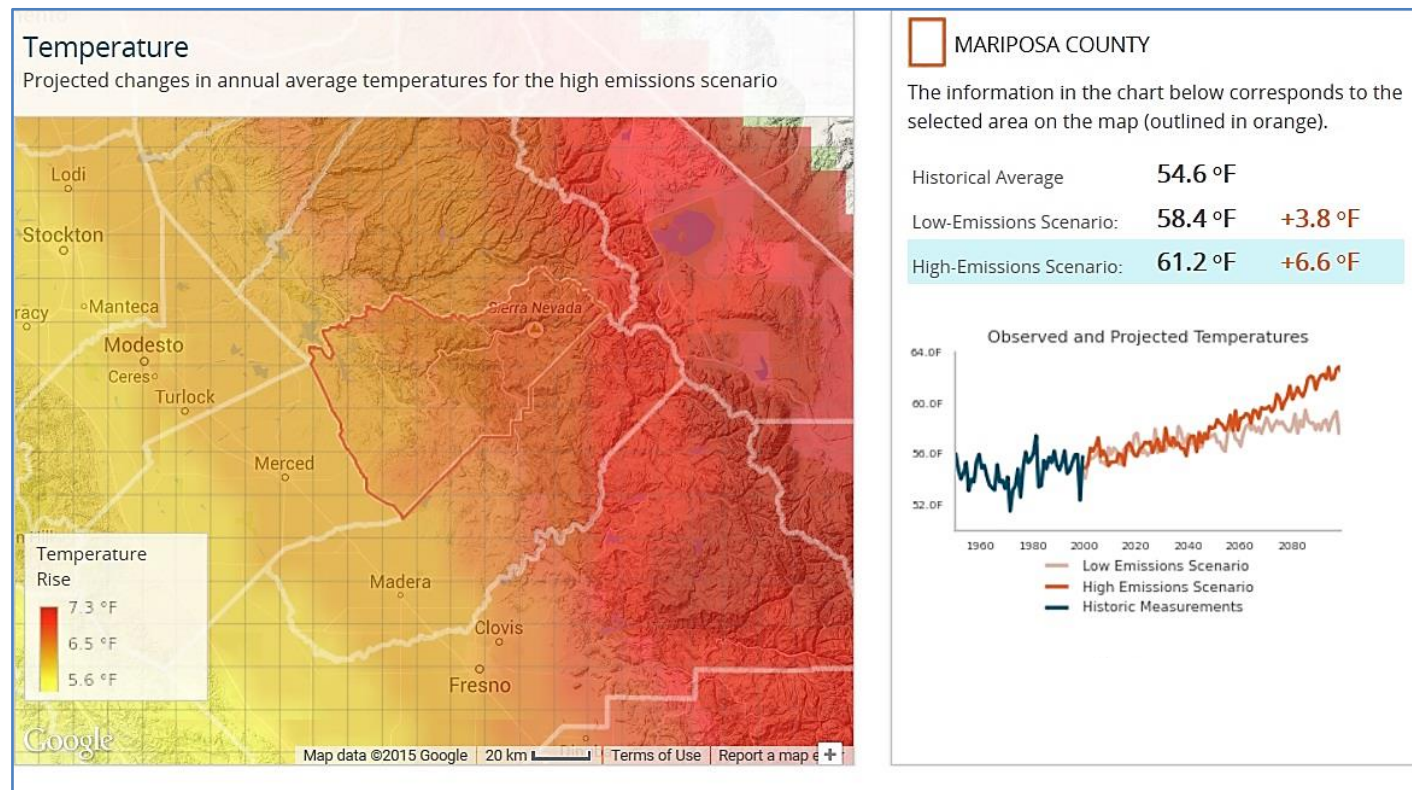 Temperature
Projected changes in annual average temperatures for the high emissions scenario
Lodi
Stockton
Manteca
racy
Sierra Nevada
Modesto
Ceres
Turlock
Merced
Temperature
Rise
7.3 °F
6.5 °F
5.6 °F
Madera
Clovis
Fresno
Google
Map data ©2015 Google
20 km
Terms of Use
Report a map e
+
MARIPOSA COUNTY
The information in the chart below corresponds to the
selected area on the map (outlined in orange).
Historical Average 54.6 °F
Low-Emissions Scenario: 58.4 °F +3.8 °F
High-Emissions Scenario: 61.2 °F +6.6 °F
Observed and Projected Temperatures
64.0F
60.0F
56.0F
52.0F
1960 1980 2000 2020 2040 2060 2080
Low Emissions Scenario
High Emissions Scenario
Historic Measurements